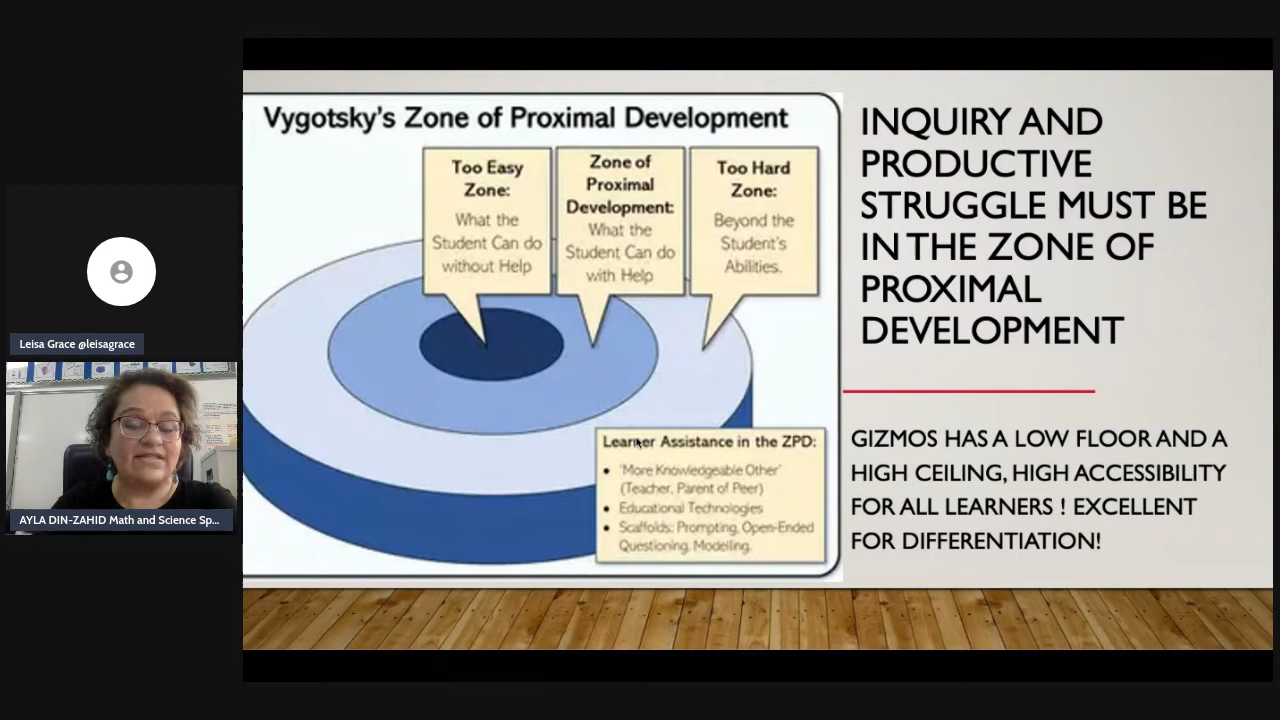 Vygotsky's Zone of Proximal Development
Too Easy
Zone:
What the
Student Can do
without Help
Zone of
Proximal
Development:
What the
Student Can do
with Help
Too Hard
Zone:
Beyond the
Student's
Abilities.
Learner Assistance in the ZPD:
• 'More Knowledgeable Other'
(Teacher, Parent of Peer)
• Educational Technologies
• Scaffolds: Prompting, Open-Ended
Questioning, Modelling.
INQUIRY AND
PRODUCTIVE
STRUGGLE MUST BE
IN THE ZONE OF
PROXIMAL
DEVELOPMENT
GIZMOS HAS A LOW FLOOR AND A
HIGH CEILING, HIGH ACCESSIBILITY
FOR ALL LEARNERS ! EXCELLENT
FOR DIFFERENTIATION!
Leisa Grace @leisagrace
AYLA DIN-ZAHID Math and Science Sp...